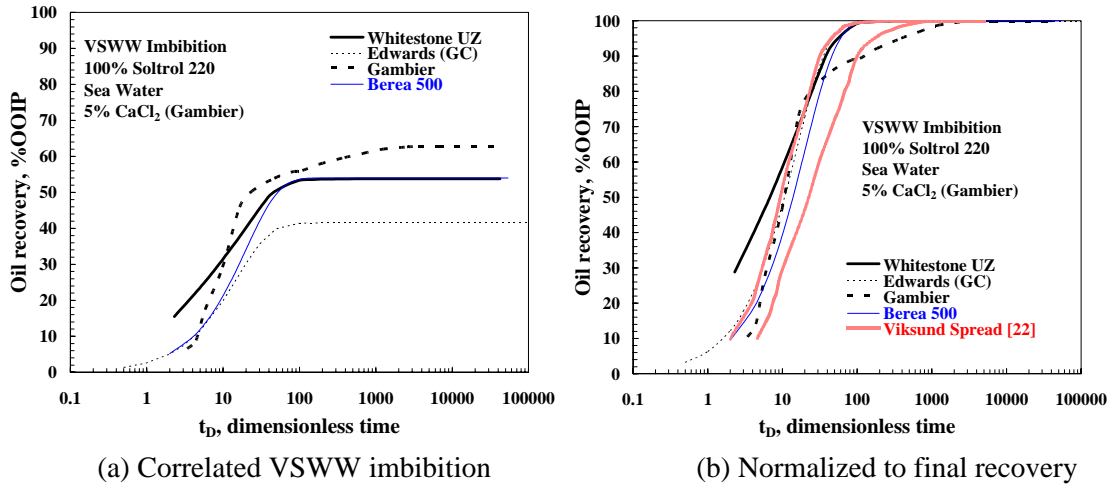 100
90
80
70
60
50
40
30
20
10
0
Oil recovery, %OOIP
VSWW Imbibition
100% Soltrol 220
Sea Water
5% CaCl₂ (Gambier)
Whitestone UZ
Edwards (GC)
Gambier
Berea 500
0.1 1 10 100 1000 10000 100000
t_D, dimensionless time
(a) Correlated VSWW imbibition
100
90
80
70
60
50
40
30
20
10
0
Oil recovery, %OOIP
VSWW Imbibition
100% Soltrol 220
Sea Water
5% CaCl₂ (Gambier)
Whitestone UZ
Edwards (GC)
Gambier
Berea 500
Viksund Spread [22]
0.1 1 10 100 1000 10000 100000
t_D, dimensionless time
(b) Normalized to final recovery